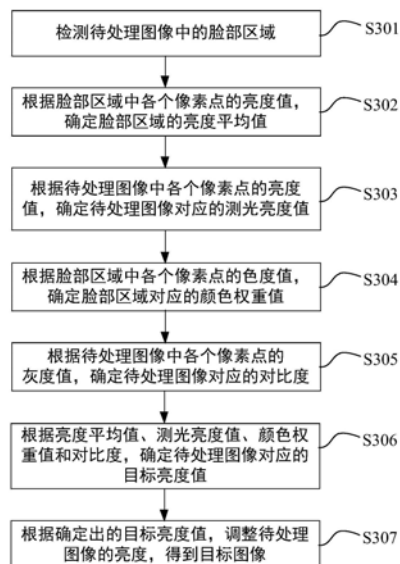 检测待处理图像中的脸部区域
S301
根据脸部区域中各个像素点的亮度值，
确定脸部区域的亮度平均值
S302
根据待处理图像中各个像素点的亮度
值，确定待处理图像对应的测光亮度值
S303
根据脸部区域中各个像素点的色度值，
确定脸部区域对应的颜色权重值
S304
根据待处理图像中各个像素点的
灰度值，确定待处理图像对应的对比度
S305
根据亮度平均值、测光亮度值、颜色权
重值和对比度，确定待处理图像对应的
目标亮度值
S306
根据确定出的目标亮度值，调整待处理
图像的亮度，得到目标图像
S307